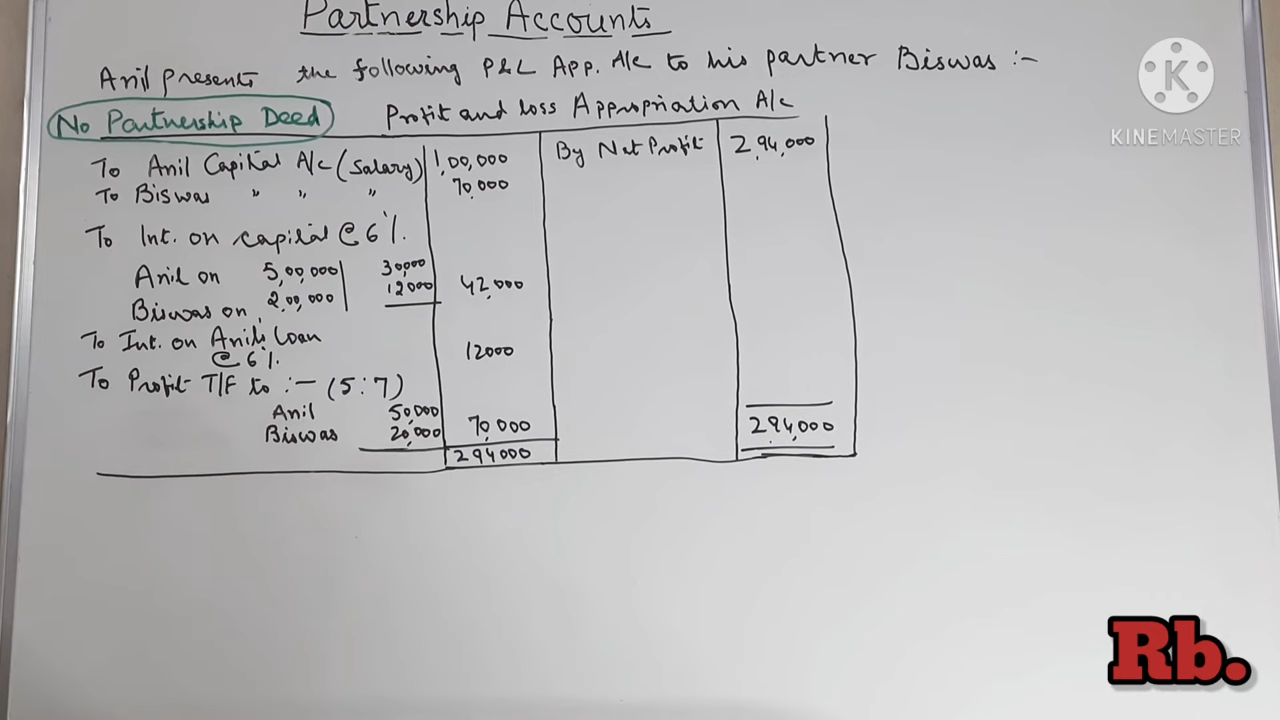 Partnership Accounts
Anil presents the following P&L App. A/c to his partner Biswas :-
No Partnership Deed
Profit and loss Appropriation A/c
To Anil Capital A/c (Salary) 1,00,000 By Net Profit 2,94,000
To Biswas " " " 70,000
To Int. on capital @ 6%.
Anil on 5,00,000 30,000
Biswas on 2,00,000 12000 42,000
To Int. on Anil's Loan
@ 6%. 12000
To Profit T/F to :- (5:7)
Anil 50,000
Biswas 20,000 70,000 294,000
294000
KINEMASTER
Rb.